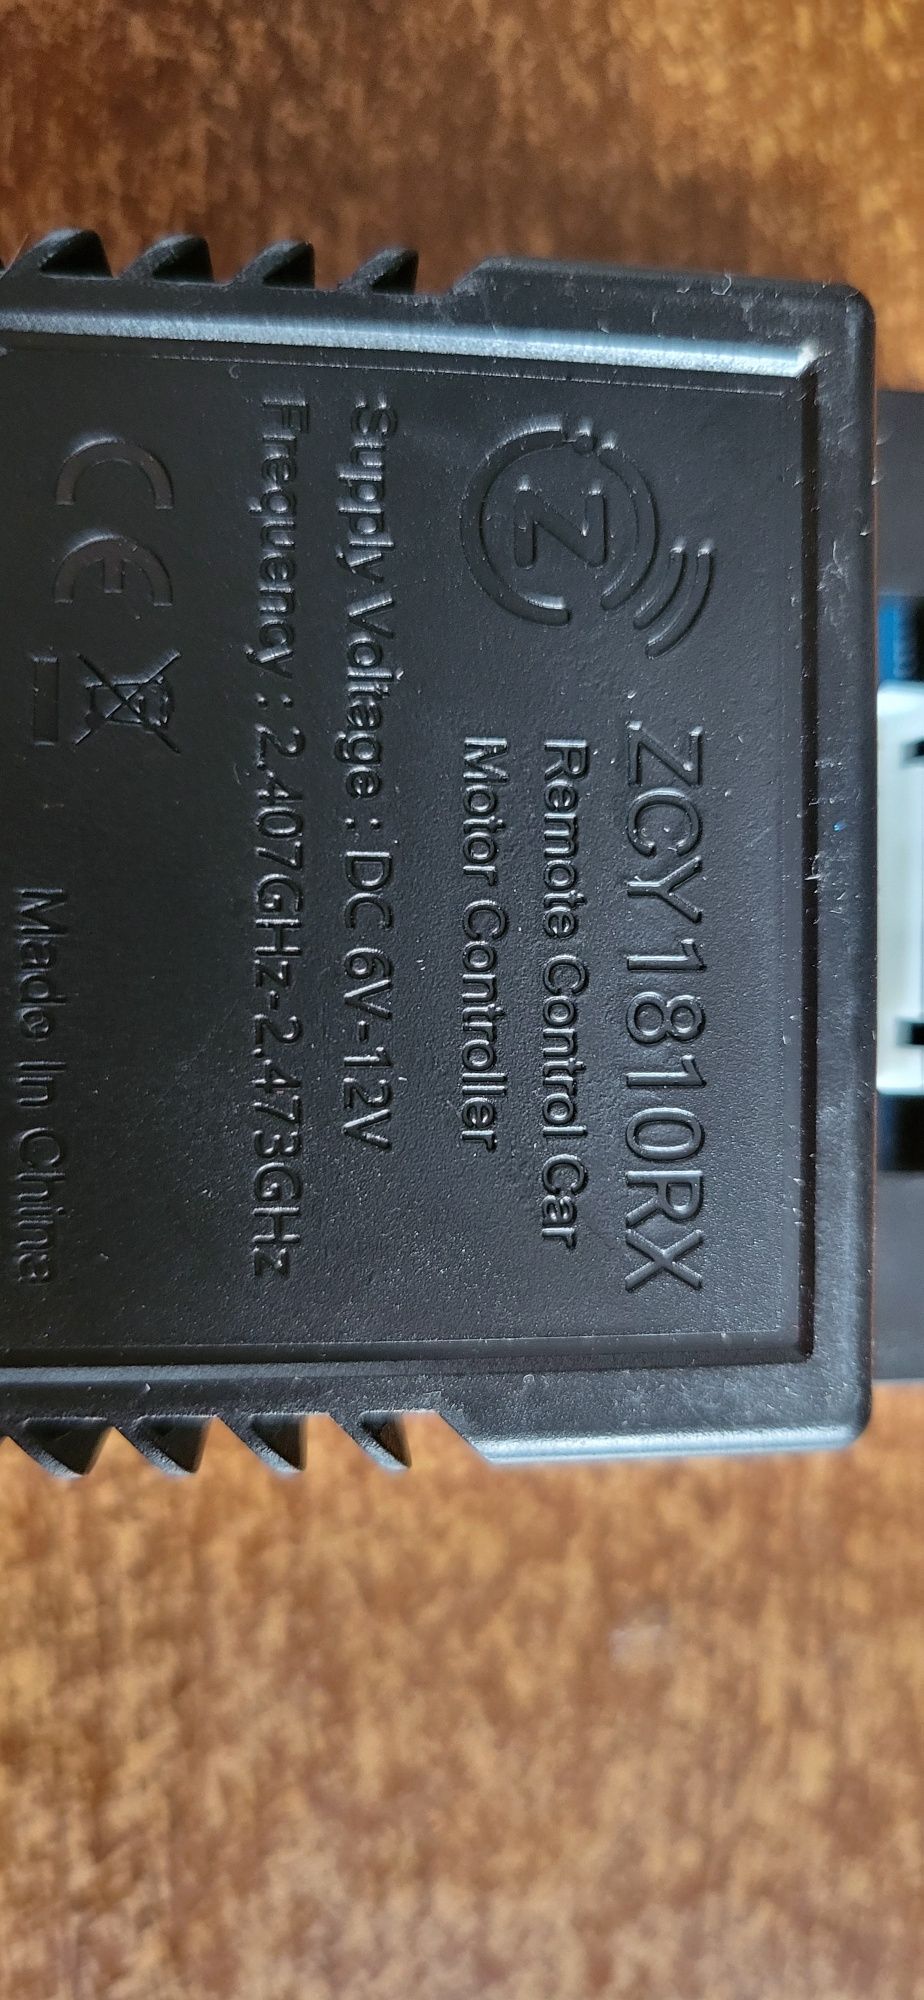 Z
ZCY1810RX
Remote Control Car
Motor Controller
Supply Voltage : DC 6V-12V
Frequency : 2.407GHz-2.473GHz
CE
Made In China